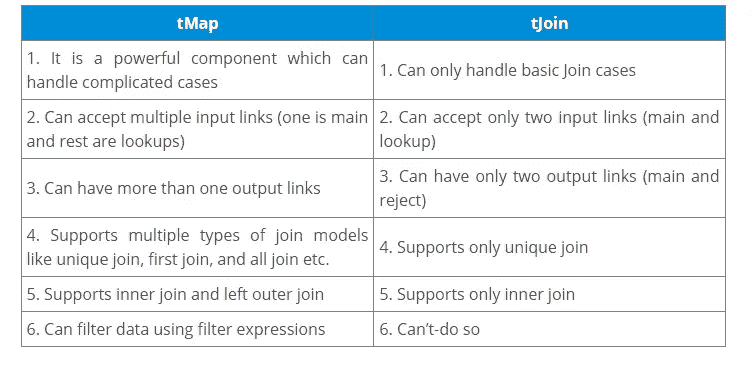 tMap
tJoin
1. It is a powerful component which can
handle complicated cases
1. Can only handle basic Join cases
2. Can accept multiple input links (one is main
and rest are lookups)
2. Can accept only two input links (main and
lookup)
3. Can have more than one output links
3. Can have only two output links (main and
reject)
4. Supports multiple types of join models
like unique join, first join, and all join etc.
4. Supports only unique join
5. Supports inner join and left outer join
5. Supports only inner join
6. Can filter data using filter expressions
6. Can’t-do so